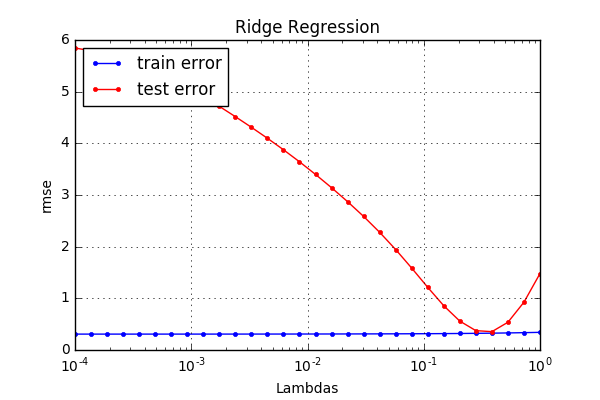 Ridge Regression
train error
test error
rmse
6
5
4
3
2
1
0
10^-4
10^-3
10^-2
10^-1
10^0
Lambdas